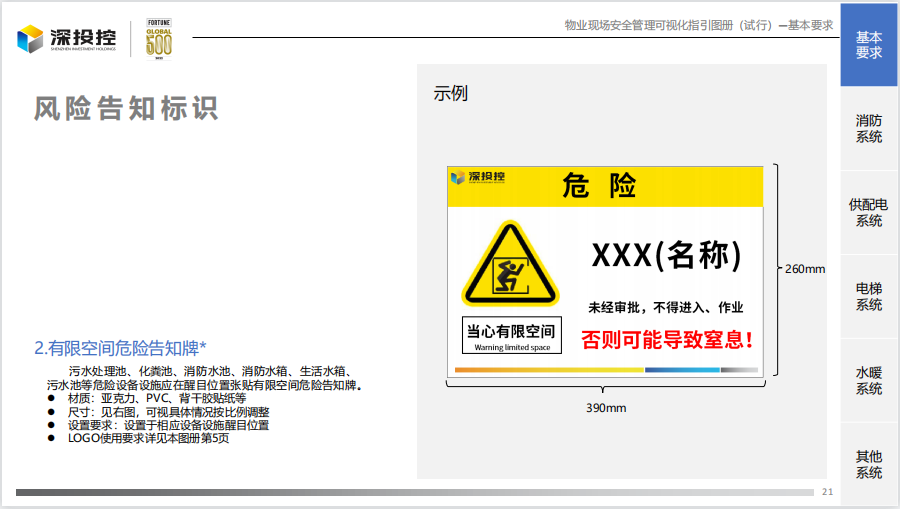 深投控
SHENZHEN INVESTMENT HOLDINGS
FORTUNE
GLOBAL
500
物业现场安全管理可视化指引图册（试行）—基本要求
基本
要求
消防
系统
供配电
系统
电梯
系统
水暖
系统
其他
系统
风险告知标识
2.有限空间危险告知牌*
污水处理池、化粪池、消防水池、消防水箱、生活水箱、
污水池等危险设备设施应在醒目位置张贴有限空间危险告知牌。
● 材质：亚克力、PVC、背干胶贴纸等
● 尺寸：见右图，可视具体情况按比例调整
● 设置要求：设置于相应设备设施醒目位置
● LOGO使用要求详见本图册第5页
示例
深投控
危 险
XXX(名称)
未经审批，不得进入、作业
否则可能导致窒息！
当心有限空间
Warning limited space
260mm
390mm
21